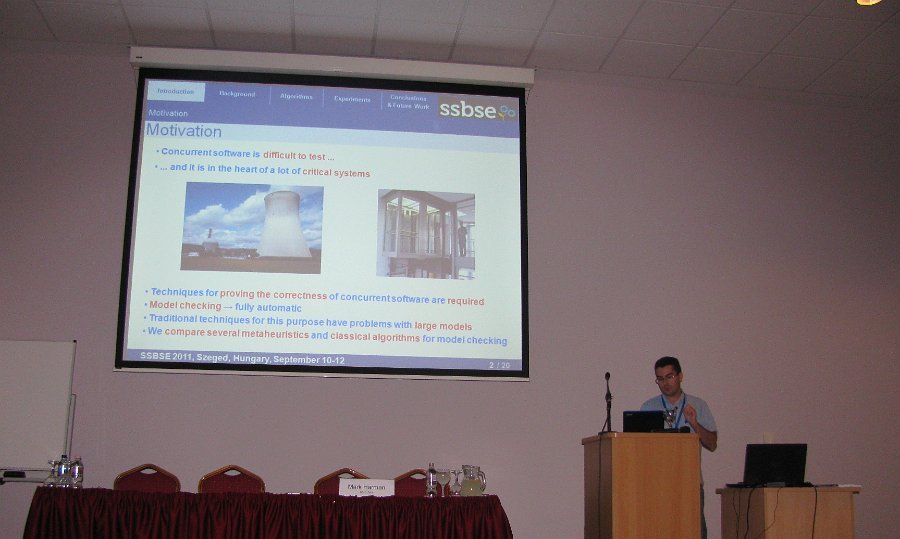 Introduction
Background
Algorithms
Experiments
Conclusions
& Future Work
ssbse
Motivation
Motivation
• Concurrent software is difficult to test ...
• ... and it is in the heart of a lot of critical systems
• Techniques for proving the correctness of concurrent software are required
• Model checking → fully automatic
• Traditional techniques for this purpose have problems with large models
• We compare several metaheuristics and classical algorithms for model checking
SSBSE 2011, Szeged, Hungary, September 10-12
2 / 20
Mark Harman